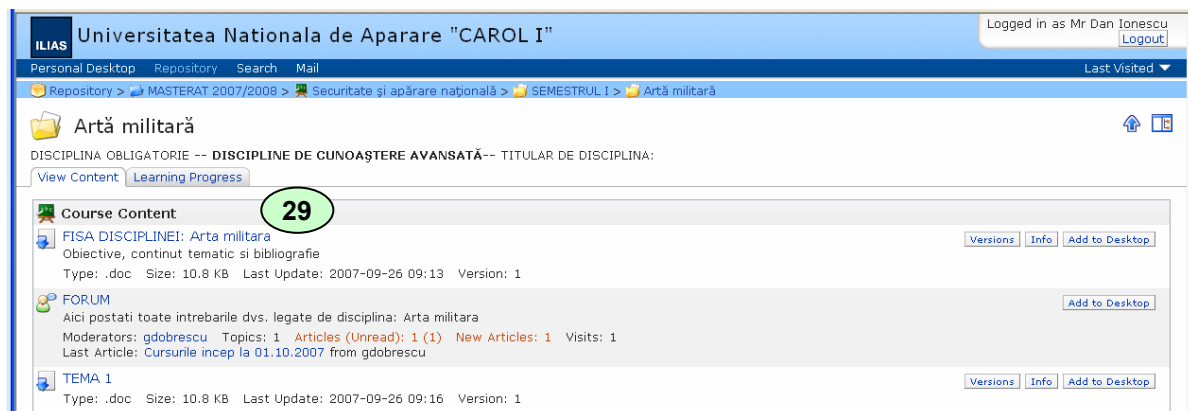 ILIAS Universitatea Nationala de Aparare "CAROL I"
Logged in as Mr Dan Ionescu
Logout
Personal Desktop Repository Search Mail Last Visited
Repository > MASTERAT 2007/2008 > Securitate şi apărare naţională > SEMESTRUL I > Artă militară
Artă militară
DISCIPLINA OBLIGATORIE -- DISCIPLINE DE CUNOAŞTERE AVANSATĂ-- TITULAR DE DISCIPLINA:
View Content Learning Progress
Course Content 29
FISA DISCIPLINEI: Arta militara Versions Info Add to Desktop
Obiective, continut tematic si bibliografie
Type: .doc Size: 10.8 KB Last Update: 2007-09-26 09:13 Version: 1
FORUM Add to Desktop
Aici postati toate intrebarile dvs. legate de disciplina: Arta militara
Moderators: gdobrescu Topics: 1 Articles (Unread): 1 (1) New Articles: 1 Visits: 1
Last Article: Cursurile incep la 01.10.2007 from gdobrescu
TEMA 1 Versions Info Add to Desktop
Type: .doc Size: 10.8 KB Last Update: 2007-09-26 09:16 Version: 1